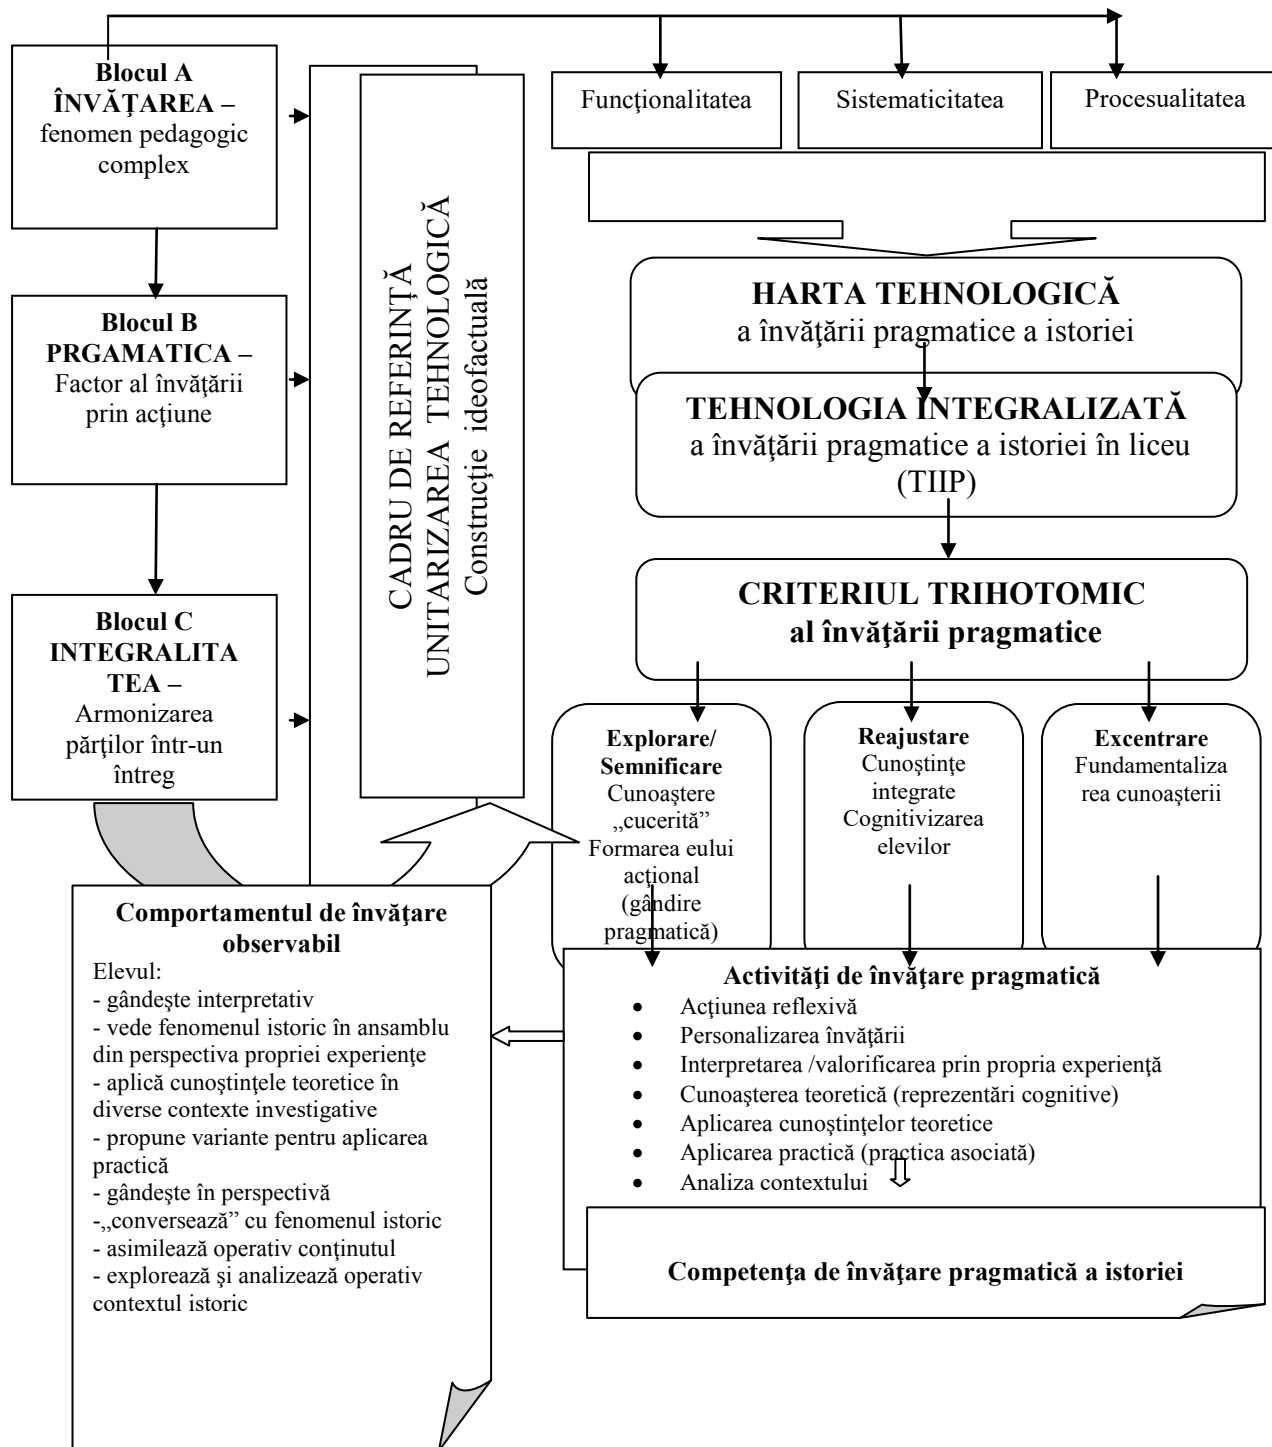 Blocul A
ÎNVĂŢAREA –
fenomen pedagogic
complex
Blocul B
PRGAMATICA –
Factor al învăţării
prin acţiune
Blocul C
INTEGRALITA
TEA –
Armonizarea
părţilor într-un
întreg
CADRU DE REFERINŢĂ
UNITARIZAREA TEHNOLOGICĂ
Construcţie ideofactuală
Funcţionalitatea
Sistematicitatea
Procesualitatea
HARTA TEHNOLOGICĂ
a învăţării pragmatice a istoriei
TEHNOLOGIA INTEGRALIZATĂ
a învăţării pragmatice a istoriei în liceu
(TIIP)
CRITERIUL TRIHOTOMIC
al învăţării pragmatice
Explorare/
Semnificare
Cunoaştere
„cucerită”
Formarea eului
acţional
(gândire
pragmatică)
Reajustare
Cunoştinţe
integrate
Cognitivizarea
elevilor
Excentrare
Fundamentaliza
rea cunoaşterii
Comportamentul de învăţare
observabil
Elevul:
- gândeşte interpretativ
- vede fenomenul istoric în ansamblu
din perspectiva propriei experienţe
- aplică cunoştinţele teoretice în
diverse contexte investigative
- propune variante pentru aplicarea
practică
- gândeşte în perspectivă
-„conversează” cu fenomenul istoric
- asimilează operativ conţinutul
- explorează şi analizează operativ
contextul istoric
Activităţi de învăţare pragmatică
• Acţiunea reflexivă
• Personalizarea învăţării
• Interpretarea /valorificarea prin propria experienţă
• Cunoaşterea teoretică (reprezentări cognitive)
• Aplicarea cunoştinţelor teoretice
• Aplicarea practică (practica asociată)
• Analiza contextului
Competenţa de învăţare pragmatică a istoriei